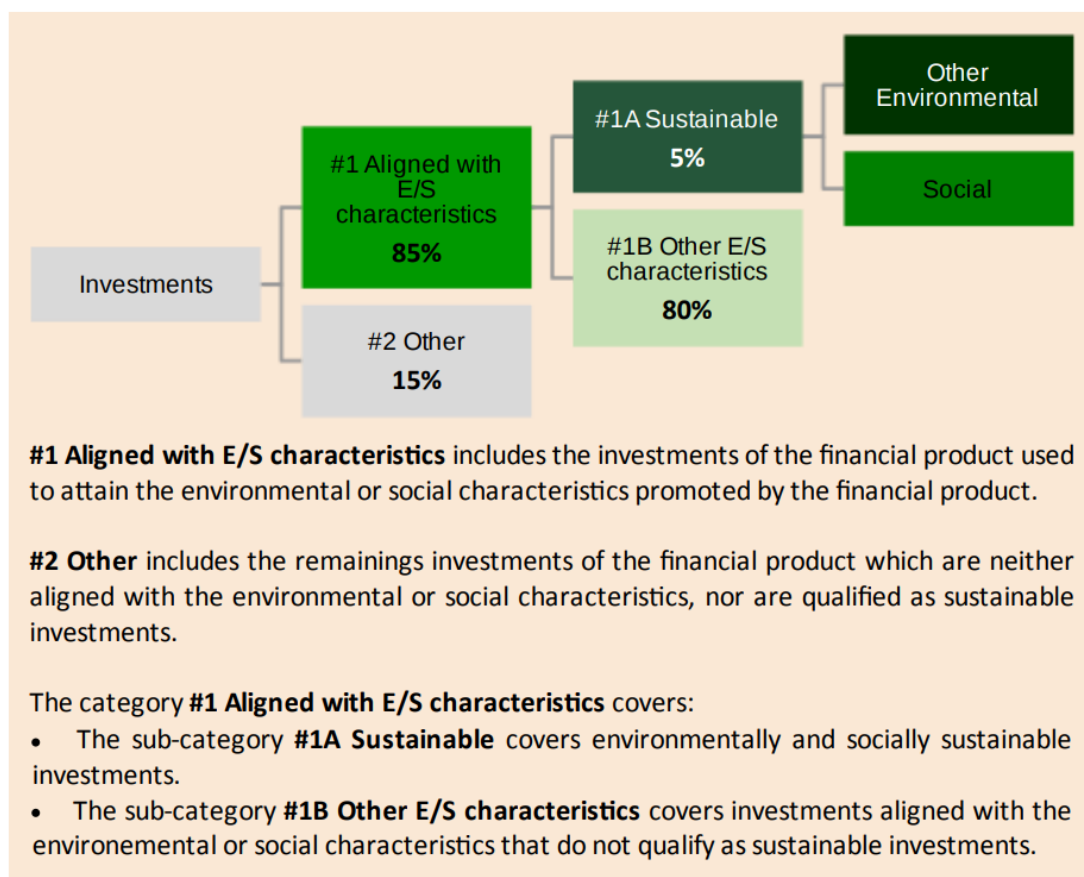 Other
Environmental
#1A Sustainable
5%
#1 Aligned with
E/S
characteristics
85%
Social
#1B Other E/S
characteristics
80%
Investments
#2 Other
15%
#1 Aligned with E/S characteristics includes the investments of the financial product used
to attain the environmental or social characteristics promoted by the financial product.
#2 Other includes the remainings investments of the financial product which are neither
aligned with the environmental or social characteristics, nor are qualified as sustainable
investments.
The category #1 Aligned with E/S characteristics covers:
• The sub-category #1A Sustainable covers environmentally and socially sustainable
investments.
• The sub-category #1B Other E/S characteristics covers investments aligned with the
environemental or social characteristics that do not qualify as sustainable investments.